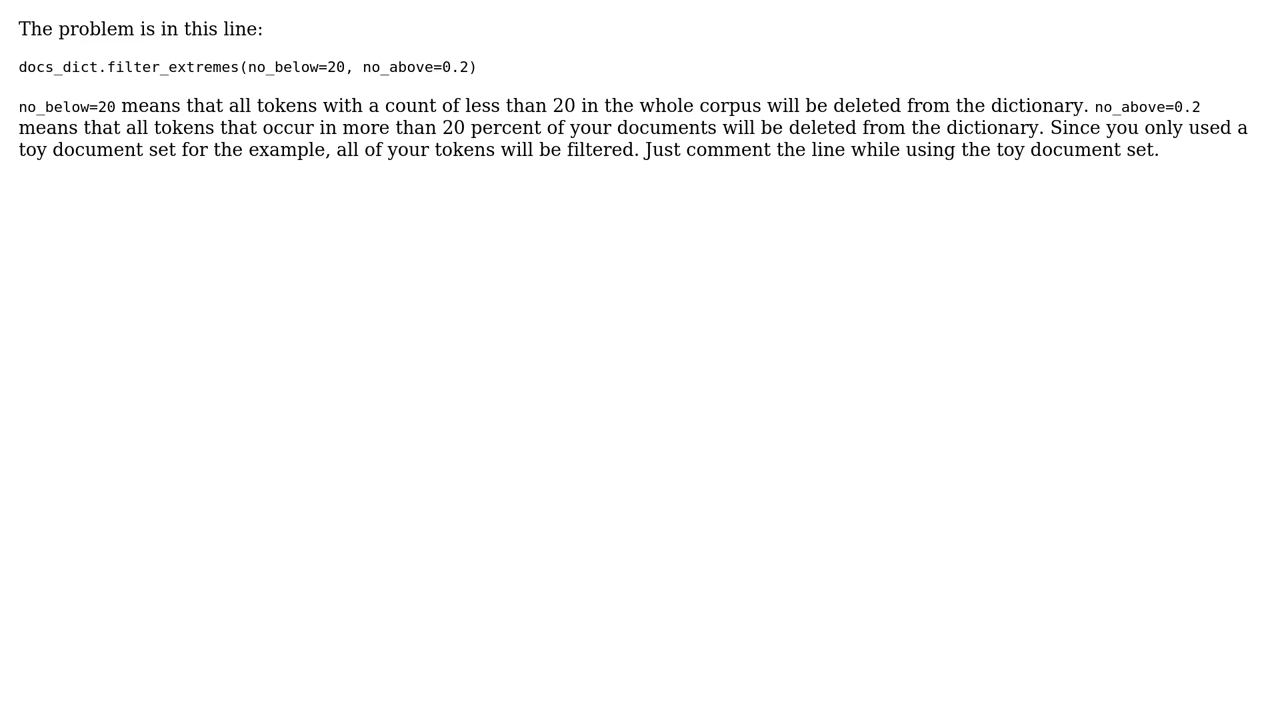 The problem is in this line:
docs_dict.filter_extremes(no_below=20, no_above=0.2)
no_below=20 means that all tokens with a count of less than 20 in the whole corpus will be deleted from the dictionary. no_above=0.2
means that all tokens that occur in more than 20 percent of your documents will be deleted from the dictionary. Since you only used a
toy document set for the example, all of your tokens will be filtered. Just comment the line while using the toy document set.